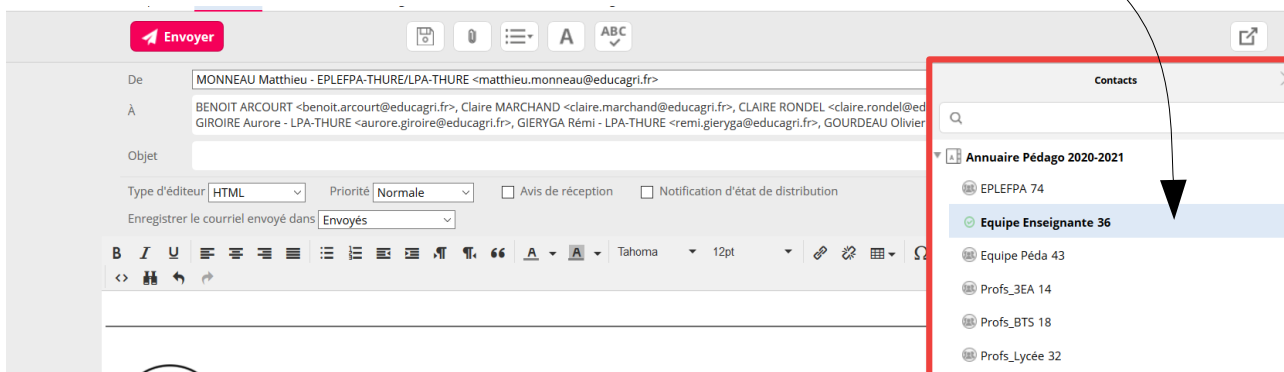 Envoyer
A
ABC
De
MONNEAU Matthieu - EPLEFPA-THURE/LPA-THURE <matthieu.monneau@educagri.fr>
À
BENOIT ARCOURT <benoit.arcourt@educagri.fr>, Claire MARCHAND <claire.marchand@educagri.fr>, CLAIRE RONDEL <claire.rondel@ed
GIROIRE Aurore - LPA-THURE <aurore.giroire@educagri.fr>, GIERYGA Rémi - LPA-THURE <remi.gieryga@educagri.fr>, GOURDEAU Olivier
Objet
Type d'éditeur HTML Priorité Normale Avis de réception Notification d'état de distribution
Enregistrer le courriel envoyé dans Envoyés
B I U A A Tahoma 12pt Ω
Contacts
Annuaire Pédago 2020-2021
EPLEFPA 74
Equipe Enseignante 36
Equipe Péda 43
Profs_3EA 14
Profs_BTS 18
Profs_Lycée 32